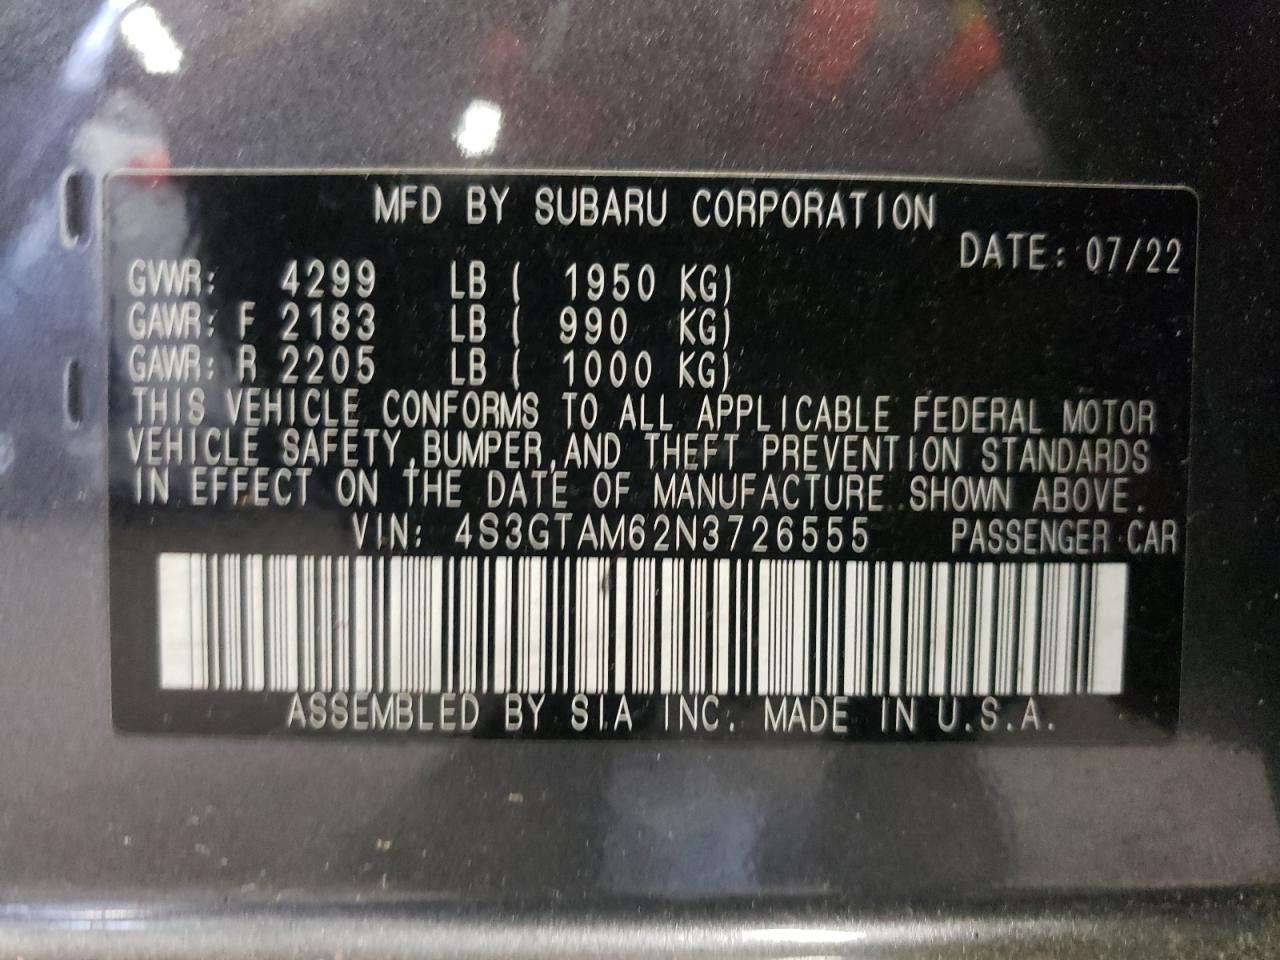 MFD BY SUBARU CORPORATION
DATE: 07/22
GVWR: 4299 LB ( 1950 KG)
GAWR: F 2183 LB ( 990 KG)
GAWR: R 2205 LB ( 1000 KG)
THIS VEHICLE CONFORMS TO ALL APPLICABLE FEDERAL MOTOR
VEHICLE SAFETY,BUMPER,AND THEFT PREVENTION STANDARDS
IN EFFECT ON THE DATE OF MANUFACTURE SHOWN ABOVE.
VIN: 4S3GTAM62N3726555 PASSENGER CAR
ASSEMBLED BY SIA INC. MADE IN U.S.A.